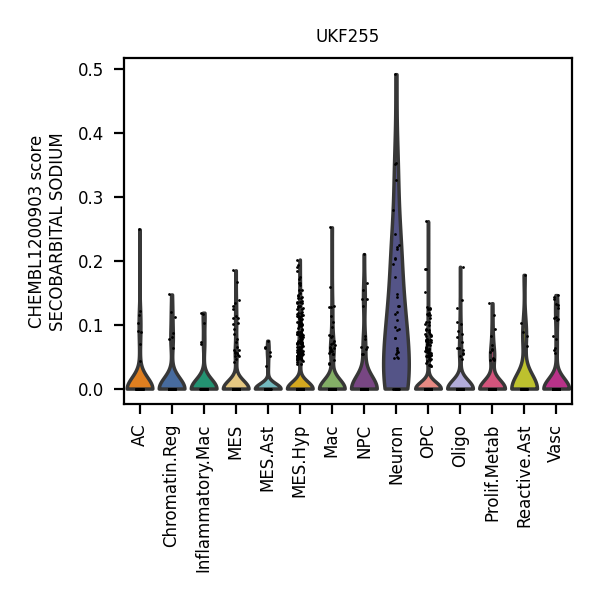 UKF255
CHEMBL1200903 score
SECOBARBITAL SODIUM
0.5
0.4
0.3
0.2
0.1
0.0
AC
Chromatin.Reg
Inflammatory.Mac
MES
MES.Ast
MES.Hyp
Mac
NPC
Neuron
OPC
Oligo
Prolif.Metab
Reactive.Ast
Vasc